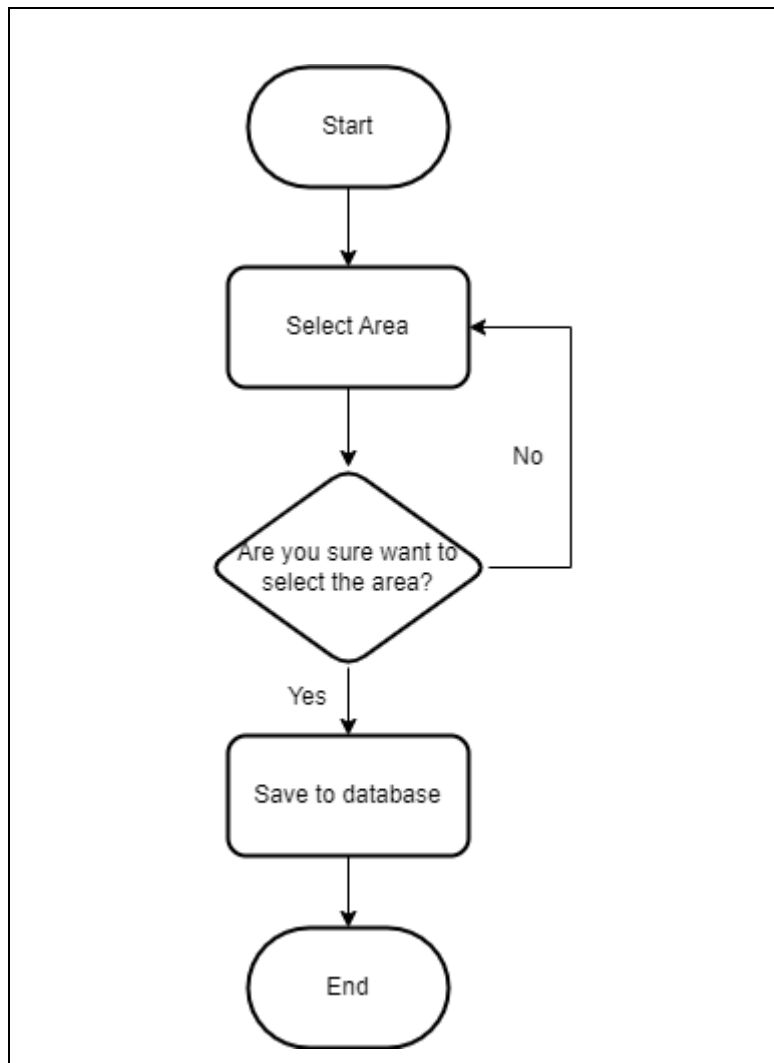 Start
Select Area
No
Are you sure want to
select the area?
Yes
Save to database
End